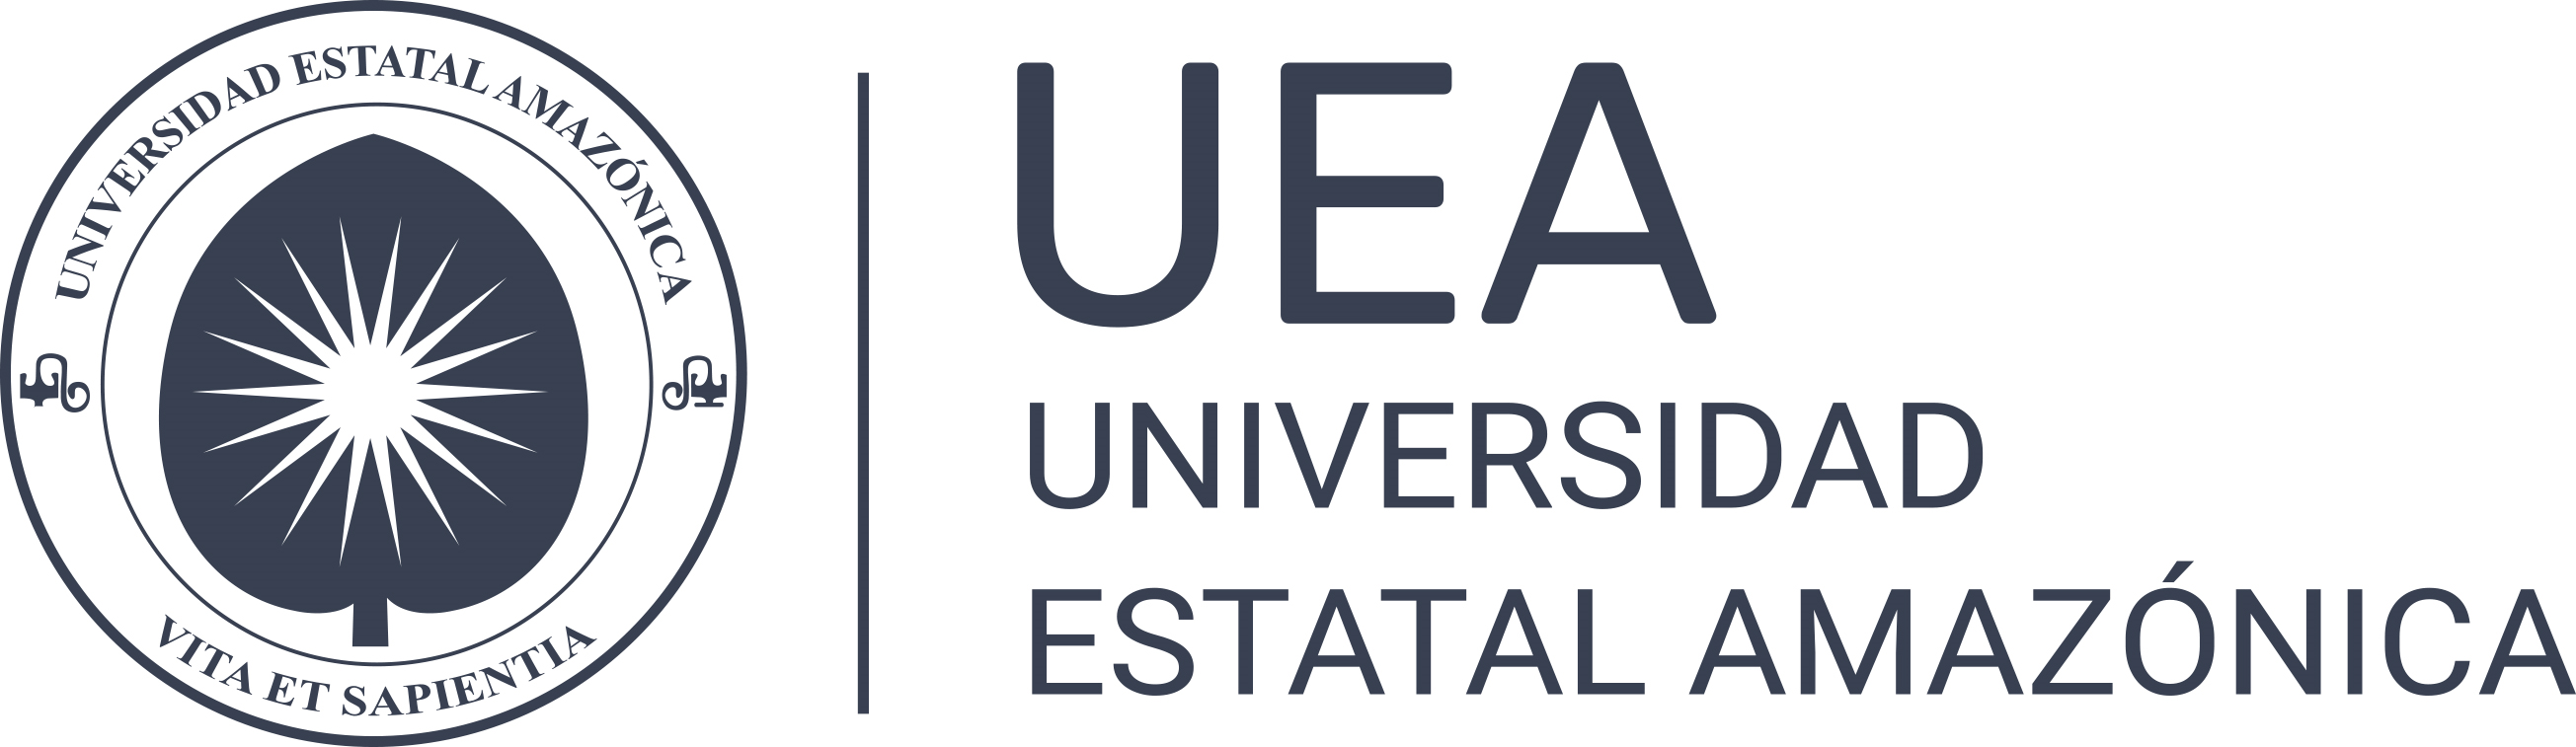 UNIVERSIDAD ESTATAL AMAZÓNICA
VITA ET SAPIENTIA
UEA
UNIVERSIDAD
ESTATAL AMAZÓNICA